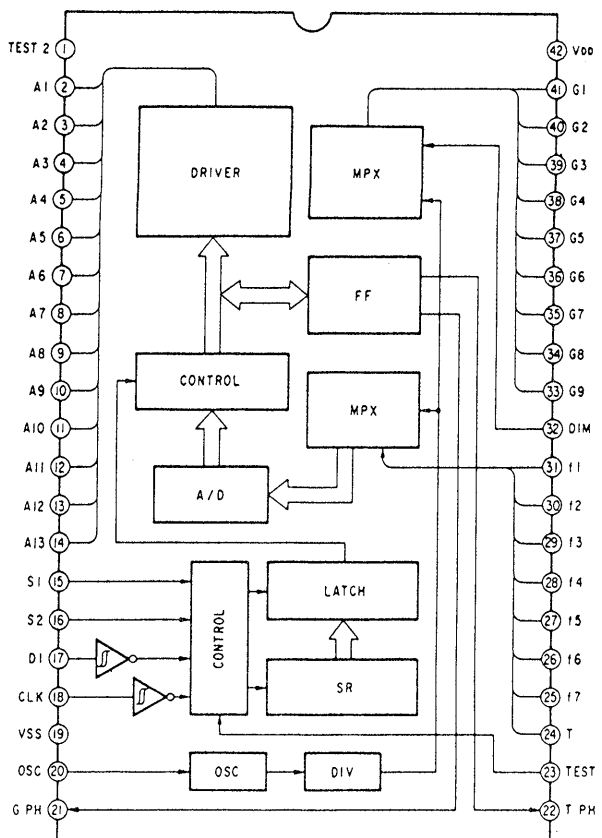 TEST 2 1
A1 2
A2 3
A3 4
A4 5
A5 6
A6 7
A7 8
A8 9
A9 10
A10 11
A11 12
A12 13
A13 14
S1 15
S2 16
DI 17
CLK 18
VSS 19
OSC 20
G PH 21
DRIVER
MPX
FF
CONTROL
MPX
A/D
CONTROL
LATCH
SR
OSC
DIV
42 VDD
41 G1
40 G2
39 G3
38 G4
37 G5
36 G6
35 G7
34 G8
33 G9
32 DIM
31 f1
30 f2
29 f3
28 f4
27 f5
26 f6
25 f7
24 T
23 TEST
22 T PH